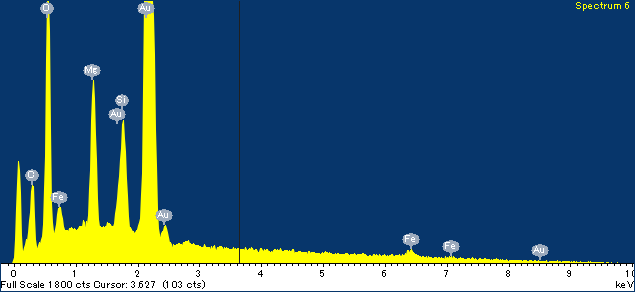 Spectrum 6
O
Au
Mg
Si
Au
C
Fe
Au
Fe
Fe
Au
0 1 2 3 4 5 6 7 8 9 10
Full Scale 1800 cts Cursor: 3.627 (103 cts) keV